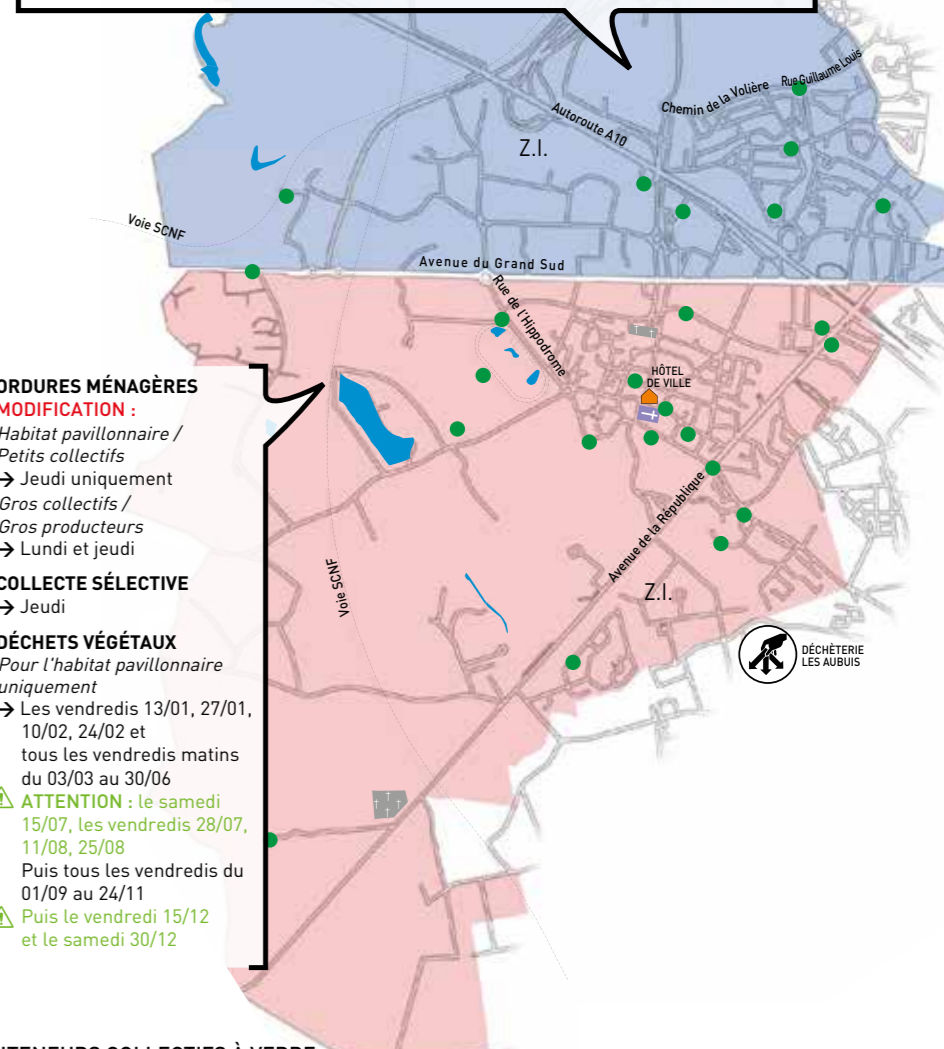 Rue Guillaume Louis
Chemin de la Volière
Autoroute A10
Z.I.
Voie SCNF
Avenue du Grand Sud
Rue de l'Hippodrome
HÔTEL
DE VILLE
Avenue de la République
Z.I.
Voie SCNF
DÉCHÈTERIE
LES AUBUIS
ORDURES MÉNAGÈRES
MODIFICATION :
Habitat pavillonnaire /
Petits collectifs
→ Jeudi uniquement
Gros collectifs /
Gros producteurs
→ Lundi et jeudi
COLLECTE SÉLECTIVE
→ Jeudi
DÉCHETS VÉGÉTAUX
Pour l'habitat pavillonnaire
uniquement
→ Les vendredis 13/01, 27/01,
10/02, 24/02 et
tous les vendredis matins
du 03/03 au 30/06
ATTENTION : le samedi
15/07, les vendredis 28/07,
11/08, 25/08
Puis tous les vendredis du
01/09 au 24/11
Puis le vendredi 15/12
et le samedi 30/12
COLLECTIFS À VERRE